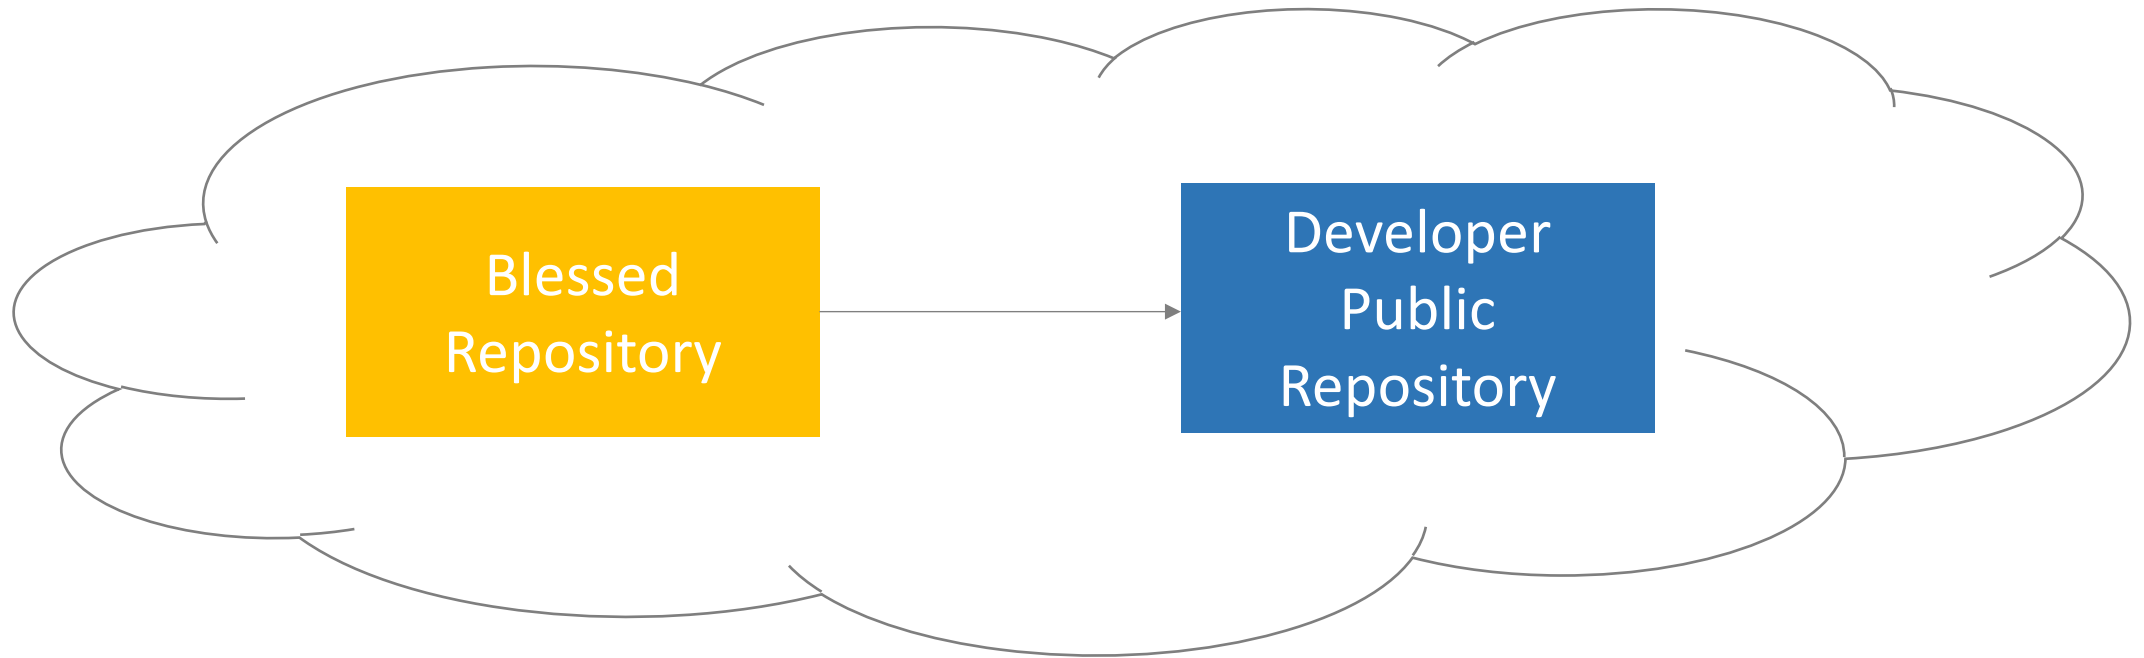 Blessed
Repository
Developer
Public
Repository